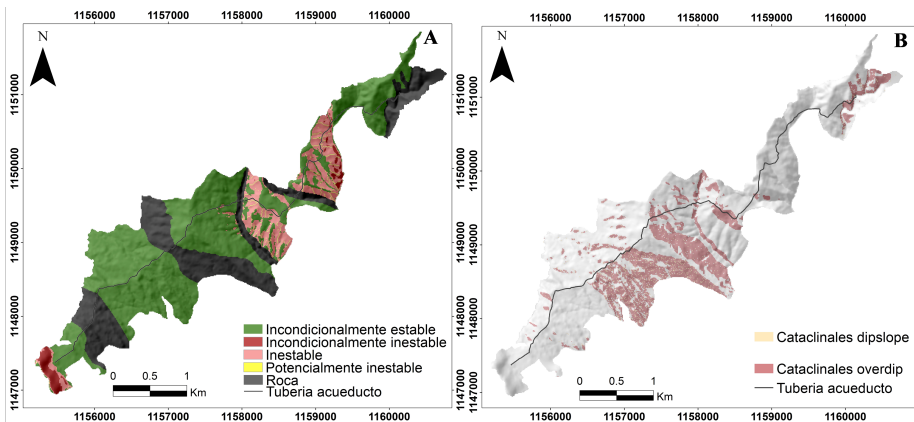 1156000 1157000 1158000 1159000 1160000
1156000 1157000 1158000 1159000 1160000
N
A
N
B
1151000
1150000
1149000
1148000
1147000
1151000
1150000
1149000
1148000
1147000
Incondicionalmente estable
Incondicionalmente inestable
Inestable
Potencialmente inestable
Roca
Tuberia acueducto
0 0.5 1
Km
Cataclinales dipslope
Cataclinales overdip
Tuberia acueducto
0 0.5 1
Km
1156000 1157000 1158000 1159000 1160000
1156000 1157000 1158000 1159000 1160000